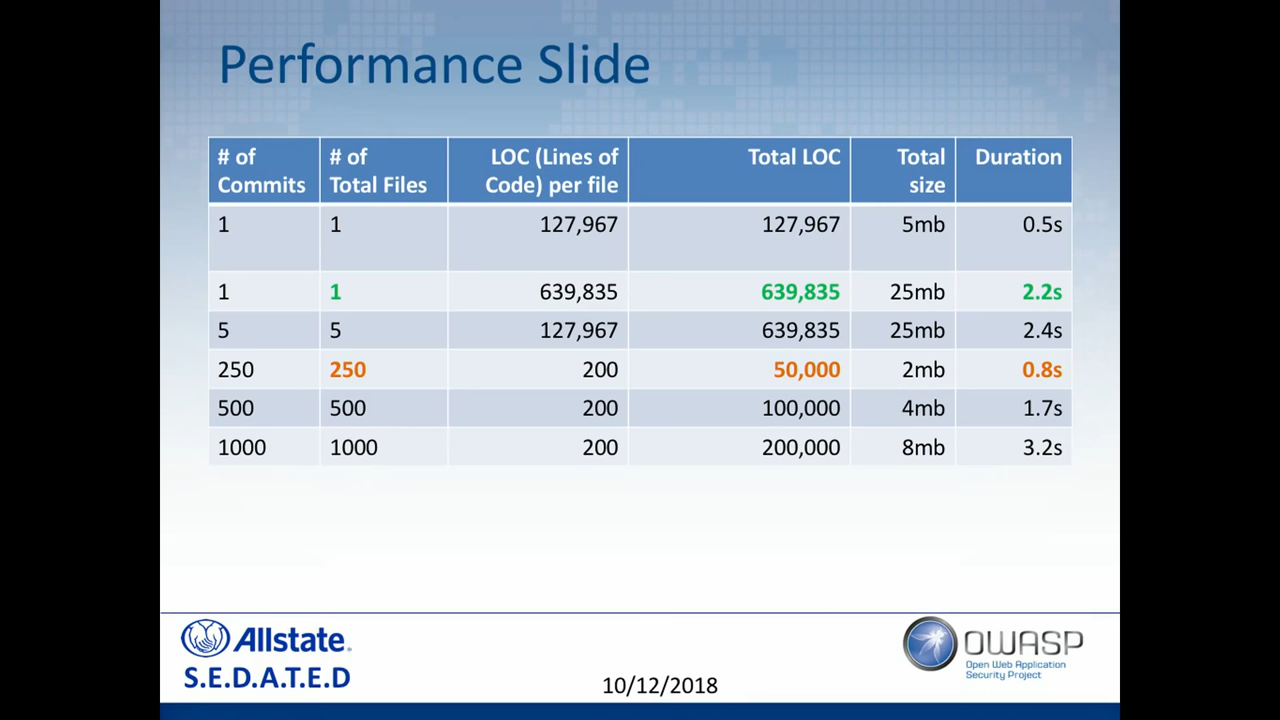 Performance Slide
# of Commits # of Total Files LOC (Lines of Code) per file Total LOC Total size Duration
1 1 127,967 127,967 5mb 0.5s
1 1 639,835 639,835 25mb 2.2s
5 5 127,967 639,835 25mb 2.4s
250 250 200 50,000 2mb 0.8s
500 500 200 100,000 4mb 1.7s
1000 1000 200 200,000 8mb 3.2s
Allstate.
S.E.D.A.T.E.D
10/12/2018
OWASP
Open Web Application
Security Project